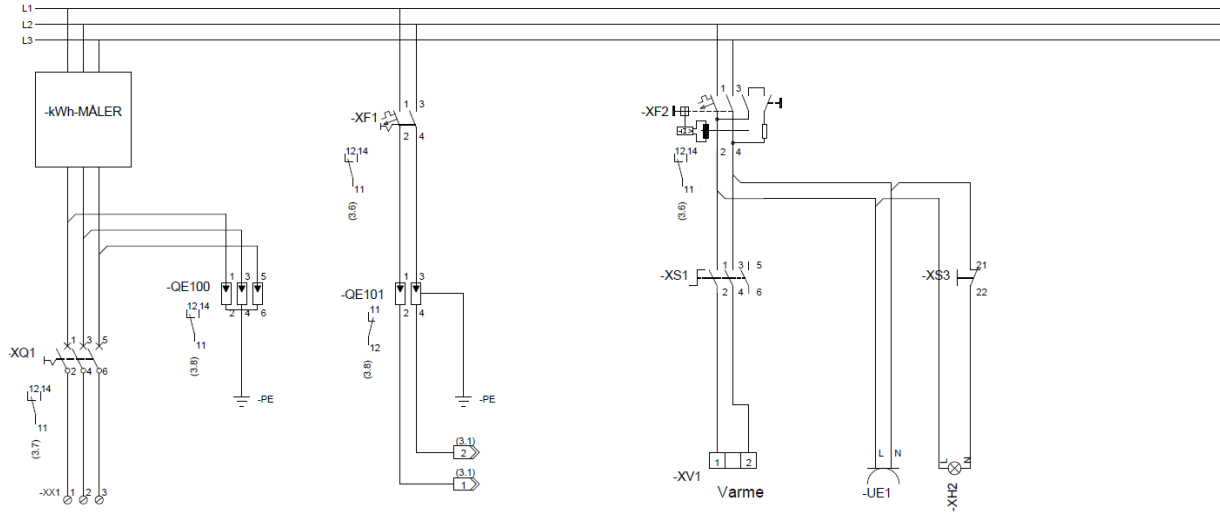 L1
L2
L3
-kWh-MÅLER
1 3
-XF1
2 4
12 14
11
(3.6)
1 3
-XF2
2 4
12 14
11
(3.6)
1 3 5
-QE100
2 4 6
12 14
11
(3.8)
-PE
1 3
-QE101
2 4
11
12
(3.8)
-PE
1 3 5
-XS1
2 4 6
21
-XS3
22
1 3 5
-XQ1
2 4 6
12 14
11
(3.7)
(3.1)
2
(3.1)
1
-XX1 1 2 3
1 2
-XV1
Varme
L N
-UE1
L N
-XH2